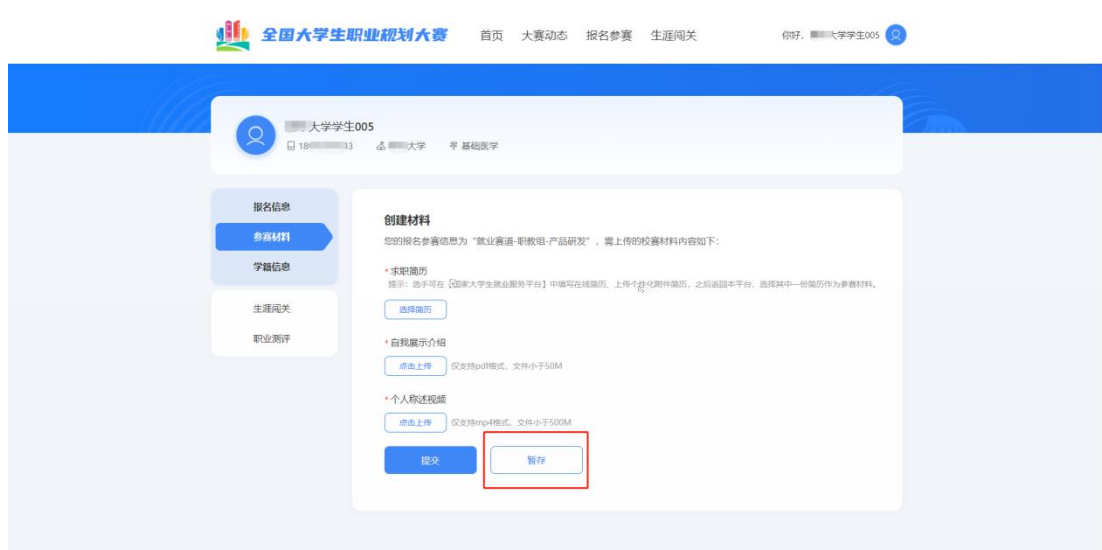 全国大学生职业规划大赛 首页 大赛动态 报名参赛 生涯闯关 你好, 大学学生005
大学学生005
18 33 大学 基础医学
报名信息
参赛材料
学籍信息
生涯闯关
职业测评
创建材料
您的报名参赛信息为“就业赛道-职教组-产品研发”，需上传的校赛材料内容如下：
* 求职简历
提示：选手可在【国家大学生就业服务平台】中填写在线简历、上传个性化附件简历，之后返回本平台，选择其中一份简历作为参赛材料。
选择简历
* 自我展示介绍
点击上传 仅支持pdf格式，文件小于50M
* 个人称述视频
点击上传 仅支持mp4格式，文件小于500M
提交 暂存